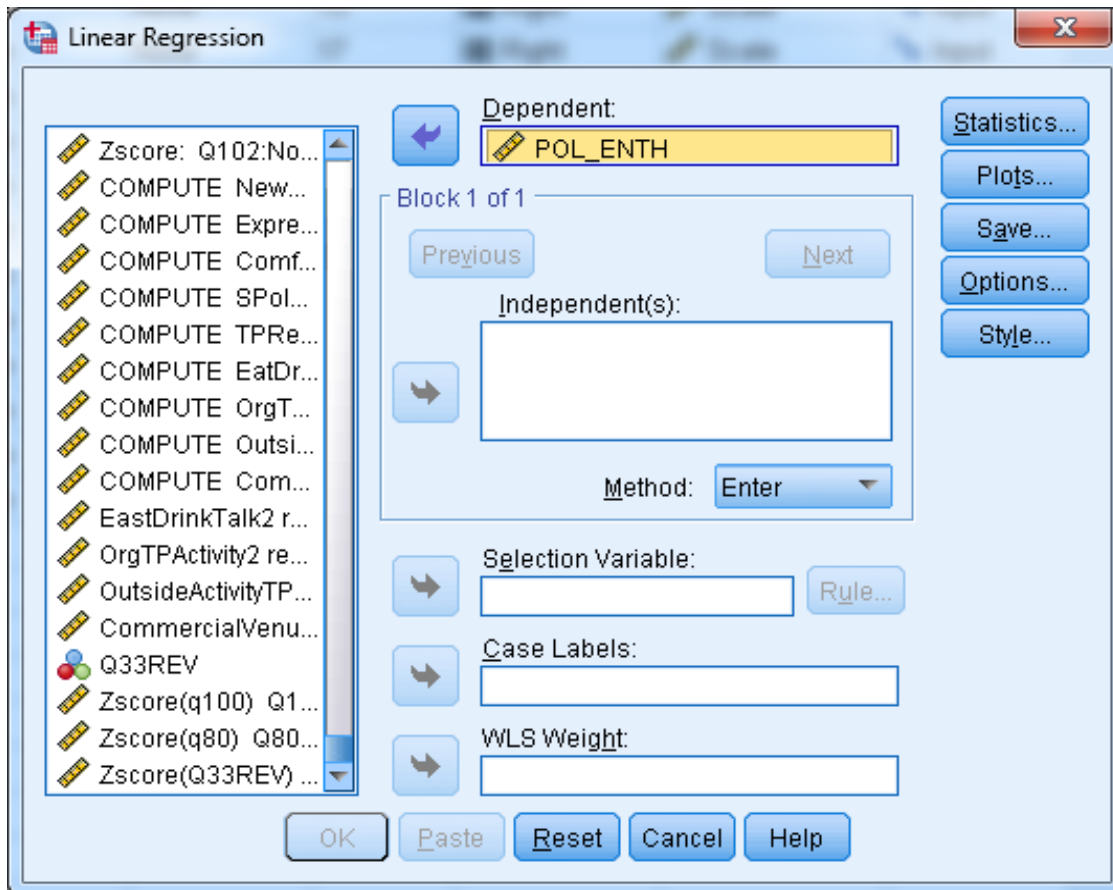 Linear Regression
Zscore: Q102:No...
COMPUTE New...
COMPUTE Expre...
COMPUTE Comf...
COMPUTE SPol...
COMPUTE TPRe...
COMPUTE EatDr...
COMPUTE OrgT...
COMPUTE Outsi...
COMPUTE Com...
EastDrinkTalk2 r...
OrgTPActivity2 re...
OutsideActivityTP...
CommercialVenu...
Q33REV
Zscore(q100) Q1...
Zscore(q80) Q80...
Zscore(Q33REV) ...
Dependent:
POL_ENTH
Block 1 of 1
Previous
Next
Independent(s):
Method:
Enter
Selection Variable:
Rule...
Case Labels:
WLS Weight:
Statistics...
Plots...
Save...
Options...
Style...
OK
Paste
Reset
Cancel
Help